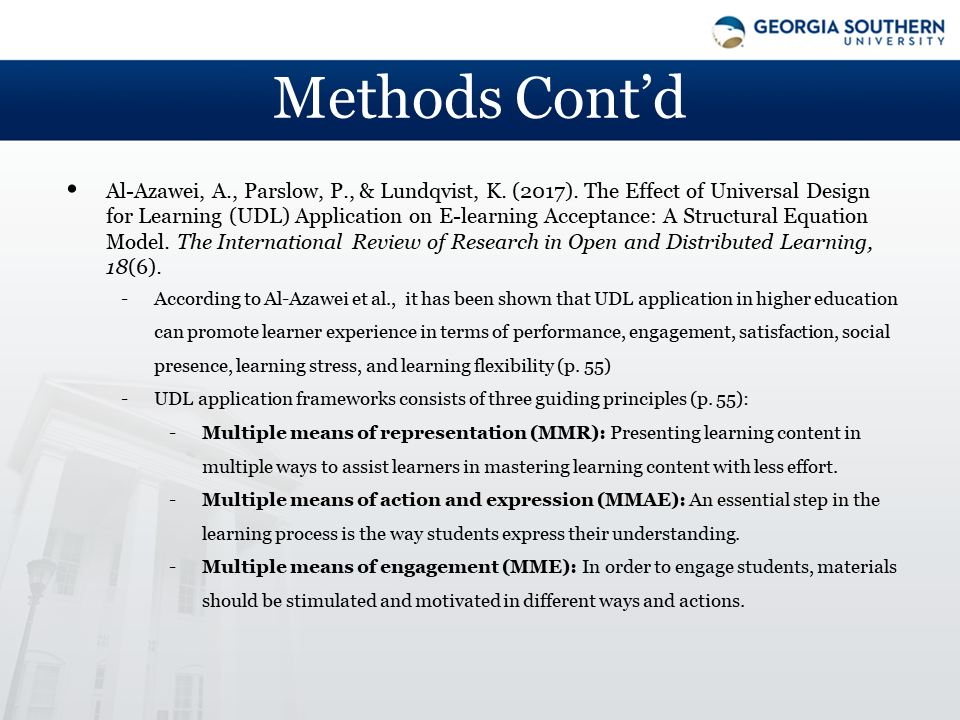 GEORGIA SOUTHERN
UNIVERSITY
Methods Cont’d
• Al-Azawei, A., Parslow, P., & Lundqvist, K. (2017). The Effect of Universal Design
for Learning (UDL) Application on E-learning Acceptance: A Structural Equation
Model. The International Review of Research in Open and Distributed Learning,
18(6).
- According to Al-Azawei et al., it has been shown that UDL application in higher education
can promote learner experience in terms of performance, engagement, satisfaction, social
presence, learning stress, and learning flexibility (p. 55)
- UDL application frameworks consists of three guiding principles (p. 55):
- Multiple means of representation (MMR): Presenting learning content in
multiple ways to assist learners in mastering learning content with less effort.
- Multiple means of action and expression (MMAE): An essential step in the
learning process is the way students express their understanding.
- Multiple means of engagement (MME): In order to engage students, materials
should be stimulated and motivated in different ways and actions.